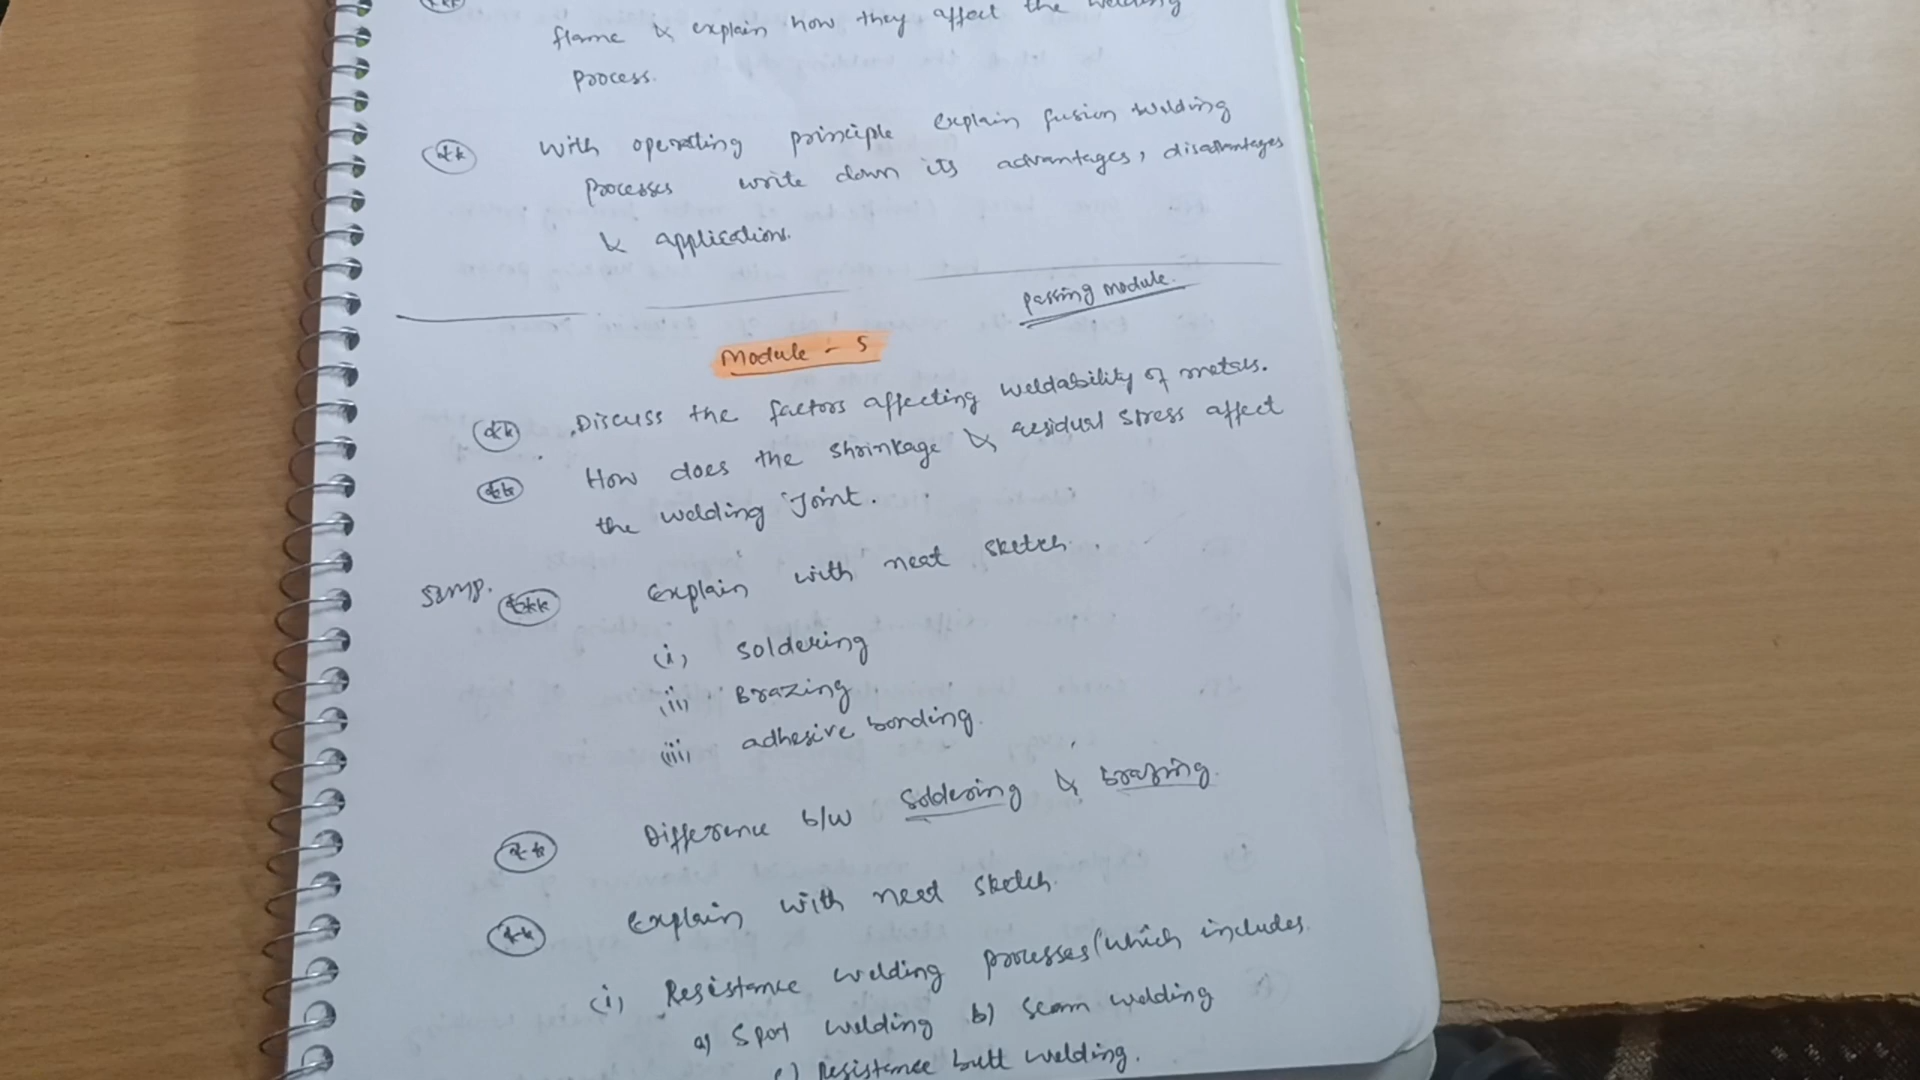 flame & explain how they affect the welding
process.
** With operating principle explain fusion welding
processes write down its advantages, disadvantages
& applications.
passing module.
Module - 5
** Discuss the factors affecting weldability of metals.
** How does the shrinkage & residual stress affect
the welding Joint.
simp. *** Explain with neat sketch.
(i) soldering
(ii) Brazing
(iii) adhesive bonding.
** Difference b/w soldering & Brazing.
** Explain with neat sketch.
(i) Resistance welding processes (which includes
a) Spot welding b) seam welding
c) Resistance butt welding.